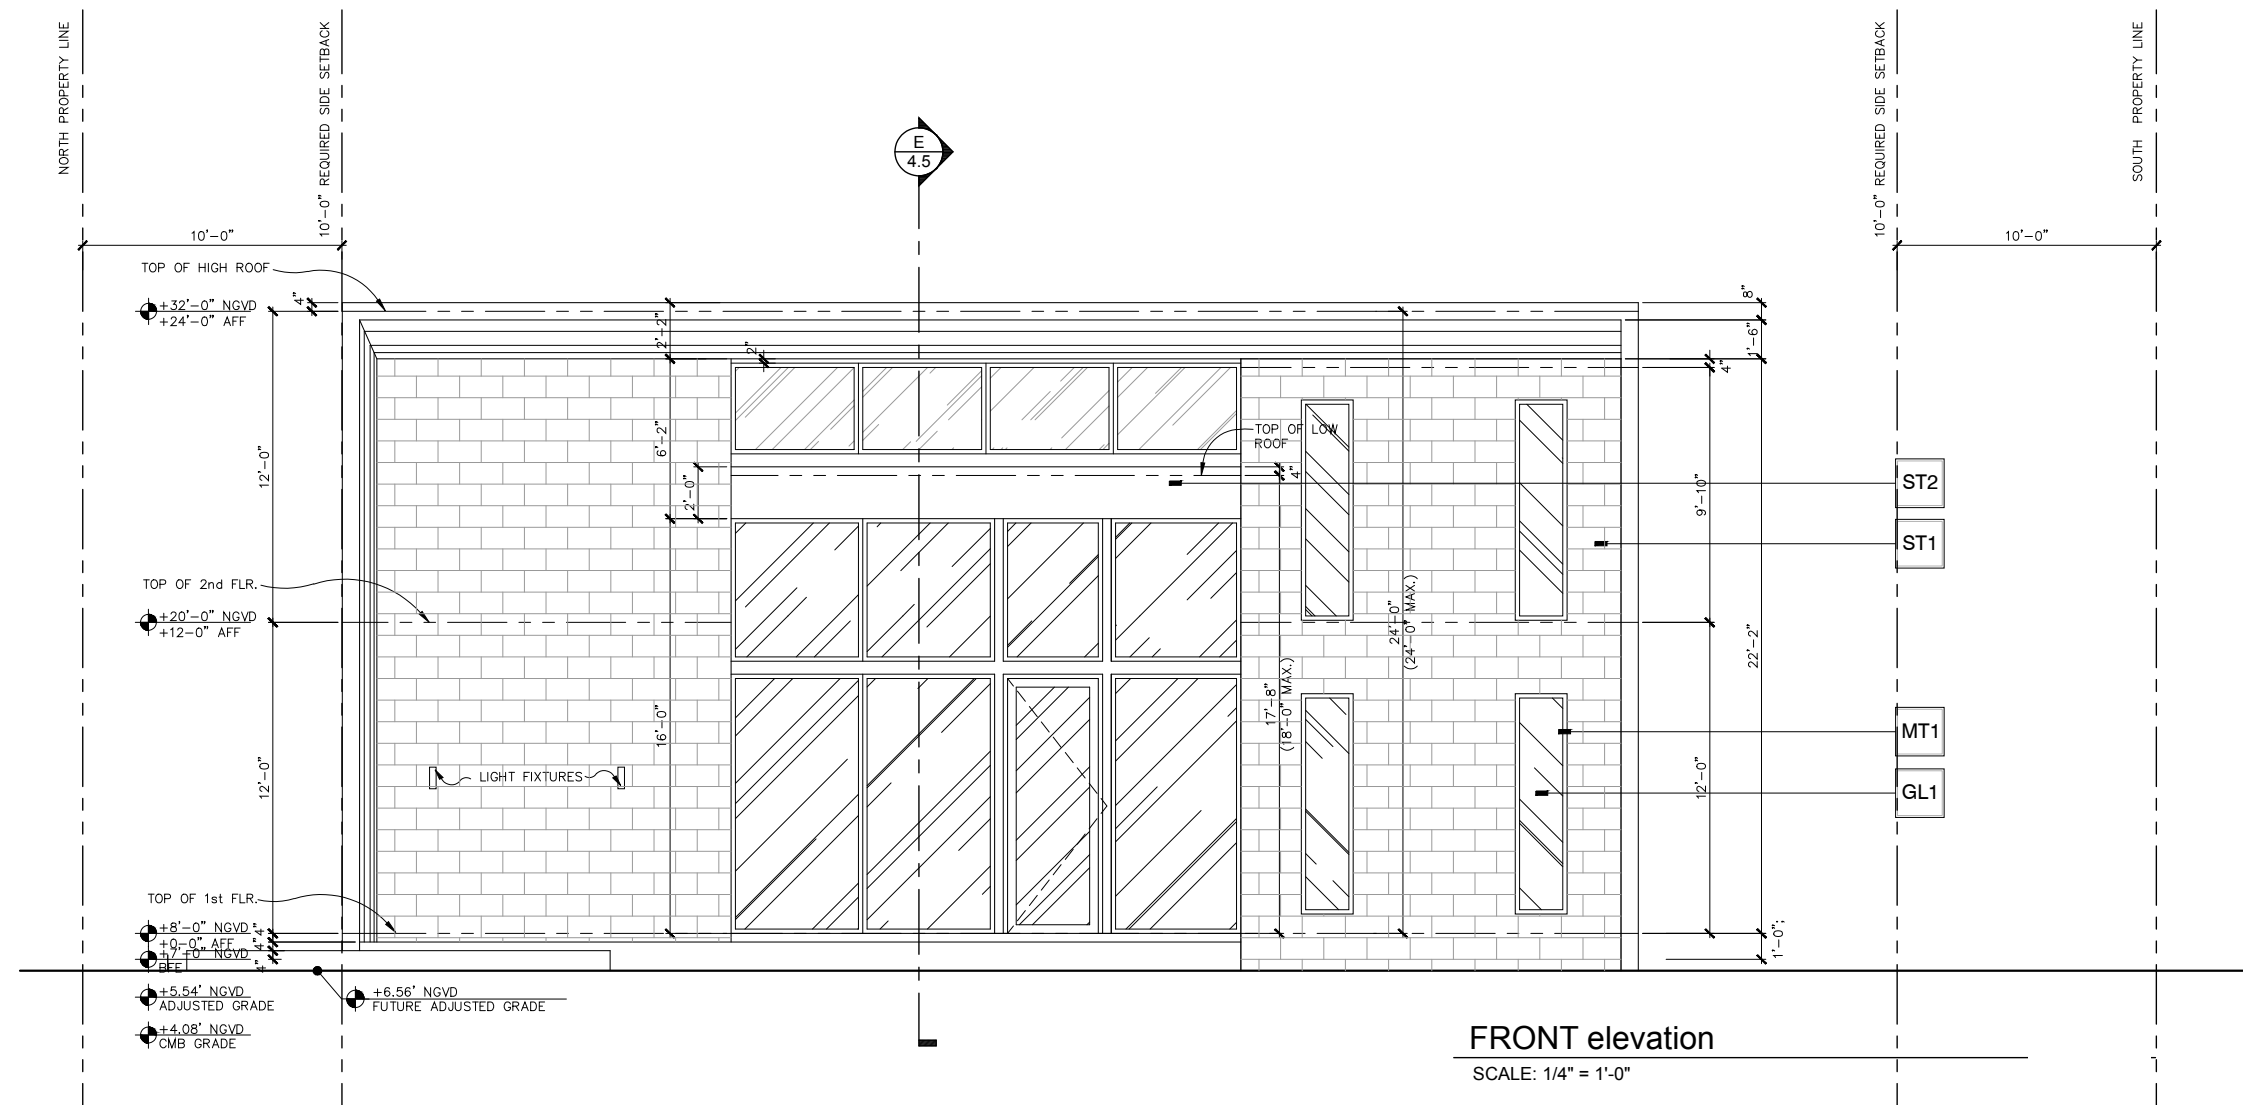 NORTH PROPERTY LINE
10'-0" REQUIRED SIDE SETBACK
10'-0" REQUIRED SIDE SETBACK
SOUTH PROPERTY LINE
E
4.5
10'-0"
10'-0"
TOP OF HIGH ROOF
+32'-0" NGVD
+24'-0" AFF
4"
2'-2"
2"
8"
1'-6"
4"
12'-0"
6'-2"
2'-0"
TOP OF LOW
ROOF
4"
9'-10"
ST2
ST1
TOP OF 2nd FLR.
+20'-0" NGVD
+12-0" AFF
24'-0"
(24'-0" MAX.)
22'-2"
17'-8"
(18'-0" MAX.)
16'-0"
12'-0"
12'-0"
MT1
GL1
LIGHT FIXTURES
TOP OF 1st FLR.
+8'-0" NGVD
+0-0" AFF
4"
4"
4"
+7'-0" NGVD
BFE
1'-0";
+5.54' NGVD
ADJUSTED GRADE
+6.56' NGVD
FUTURE ADJUSTED GRADE
+4.08' NGVD
CMB GRADE
FRONT elevation
SCALE: 1/4" = 1'-0"